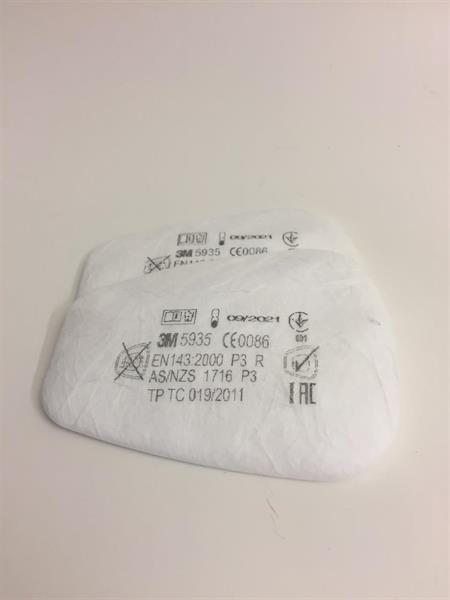 09/2021
3M 5935 CE0086
09/2021
3M 5935 CE0086
001
EN143:2000 P3 R
AS/NZS 1716 P3
TP TC 019/2011
EAC